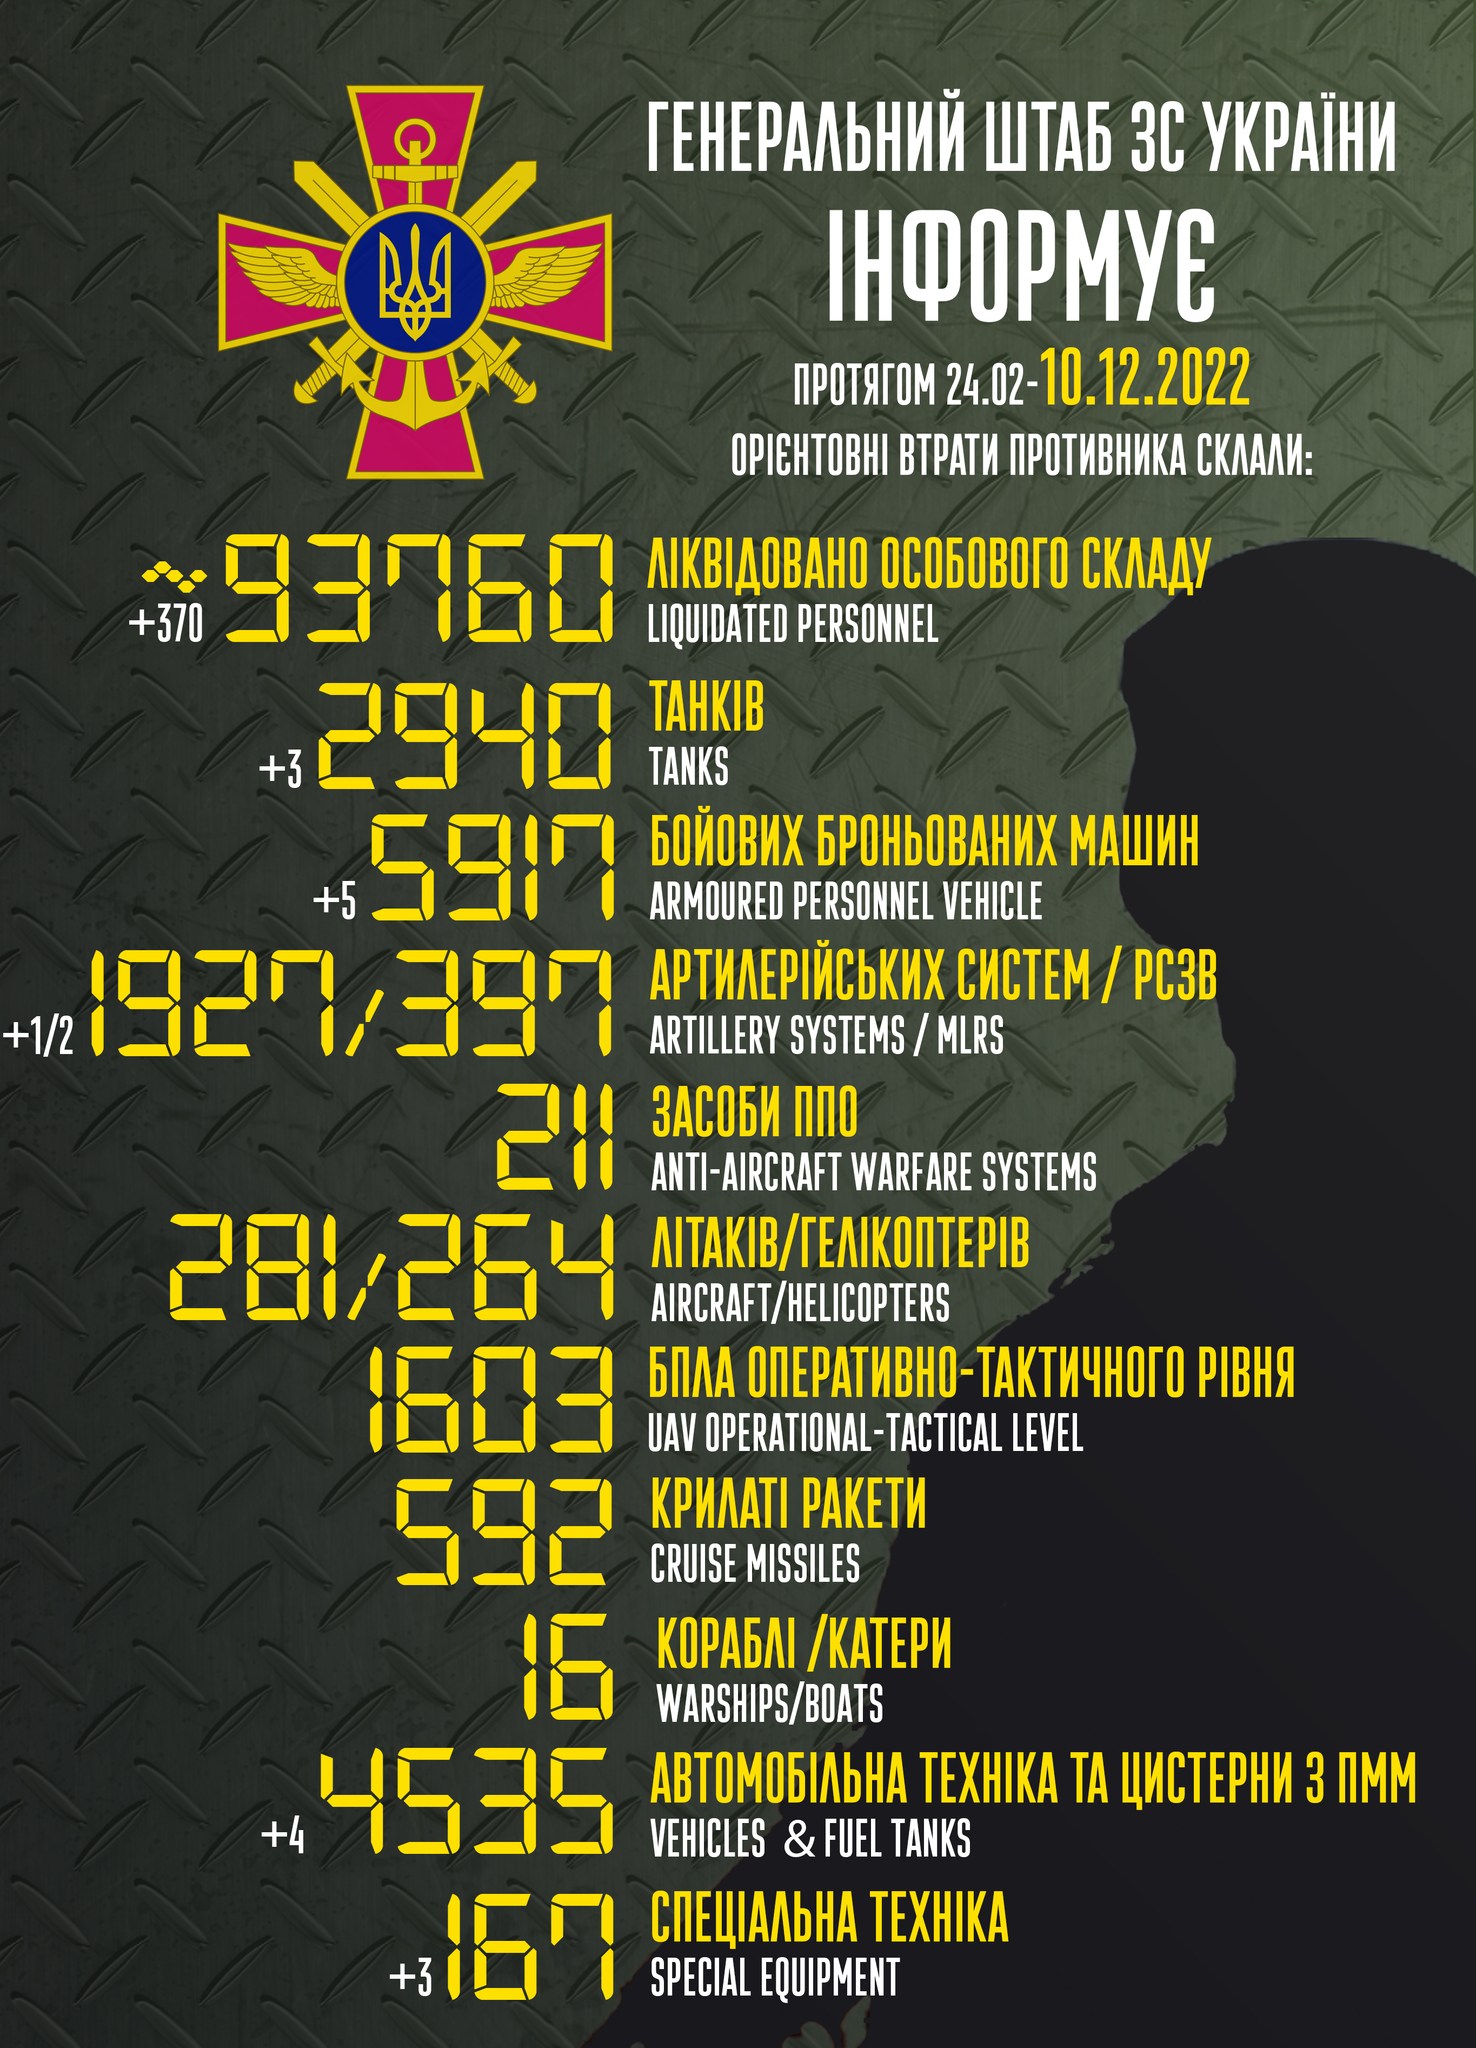 ГЕНЕРАЛЬНИЙ ШТАБ ЗС УКРАЇНИ
ІНФОРМУЄ
ПРОТЯГОМ 24.02-10.12.2022
ОРІЄНТОВНІ ВТРАТИ ПРОТИВНИКА СКЛАЛИ:
~93760 ЛІКВІДОВАНО ОСОБОВОГО СКЛАДУ
+370 LIQUIDATED PERSONNEL
2940 ТАНКІВ
+3 TANKS
5917 БОЙОВИХ БРОНЬОВАНИХ МАШИН
+5 ARMOURED PERSONNEL VEHICLE
1927/397 АРТИЛЕРІЙСЬКИХ СИСТЕМ / РСЗВ
+1/2 ARTILLERY SYSTEMS / MLRS
211 ЗАСОБИ ППО
ANTI-AIRCRAFT WARFARE SYSTEMS
281/264 ЛІТАКІВ/ГЕЛІКОПТЕРІВ
AIRCRAFT/HELICOPTERS
1603 БПЛА ОПЕРАТИВНО-ТАКТИЧНОГО РІВНЯ
UAV OPERATIONAL-TACTICAL LEVEL
592 КРИЛАТІ РАКЕТИ
CRUISE MISSILES
16 КОРАБЛІ /КАТЕРИ
WARSHIPS/BOATS
4535 АВТОМОБІЛЬНА ТЕХНІКА ТА ЦИСТЕРНИ З ПММ
+4 VEHICLES & FUEL TANKS
167 СПЕЦІАЛЬНА ТЕХНІКА
+3 SPECIAL EQUIPMENT